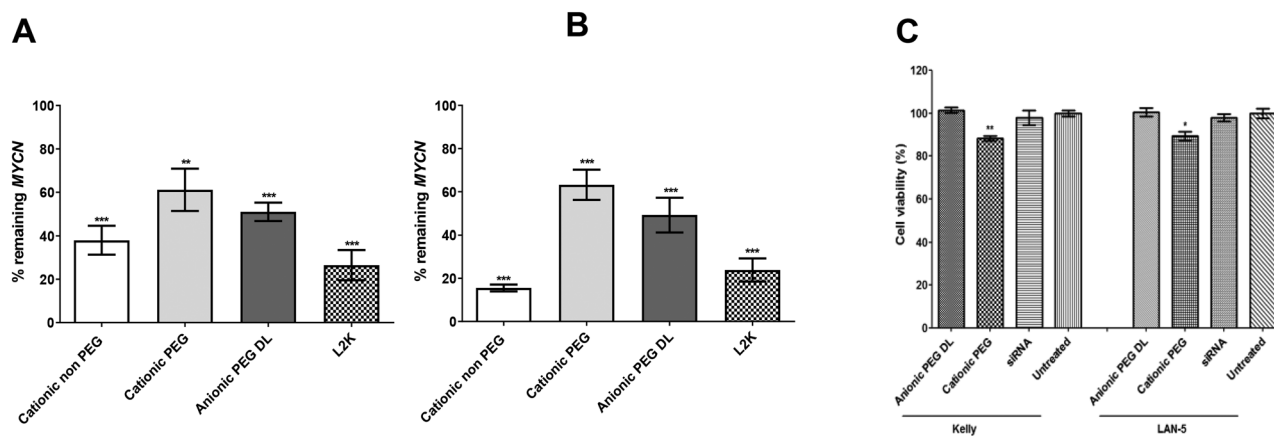 A
B
C
% remaining MYCN
100
80
60
40
20
0
***
**
***
***
Cationic non PEG
Cationic PEG
Anionic PEG DL
L2K
% remaining MYCN
100
80
60
40
20
0
***
***
***
***
Cationic non PEG
Cationic PEG
Anionic PEG DL
L2K
Cell viability (%)
120
100
80
60
40
20
0
**
*
Anionic PEG DL
Cationic PEG
siRNA
Untreated
Anionic PEG DL
Cationic PEG
siRNA
Untreated
Kelly
LAN-5